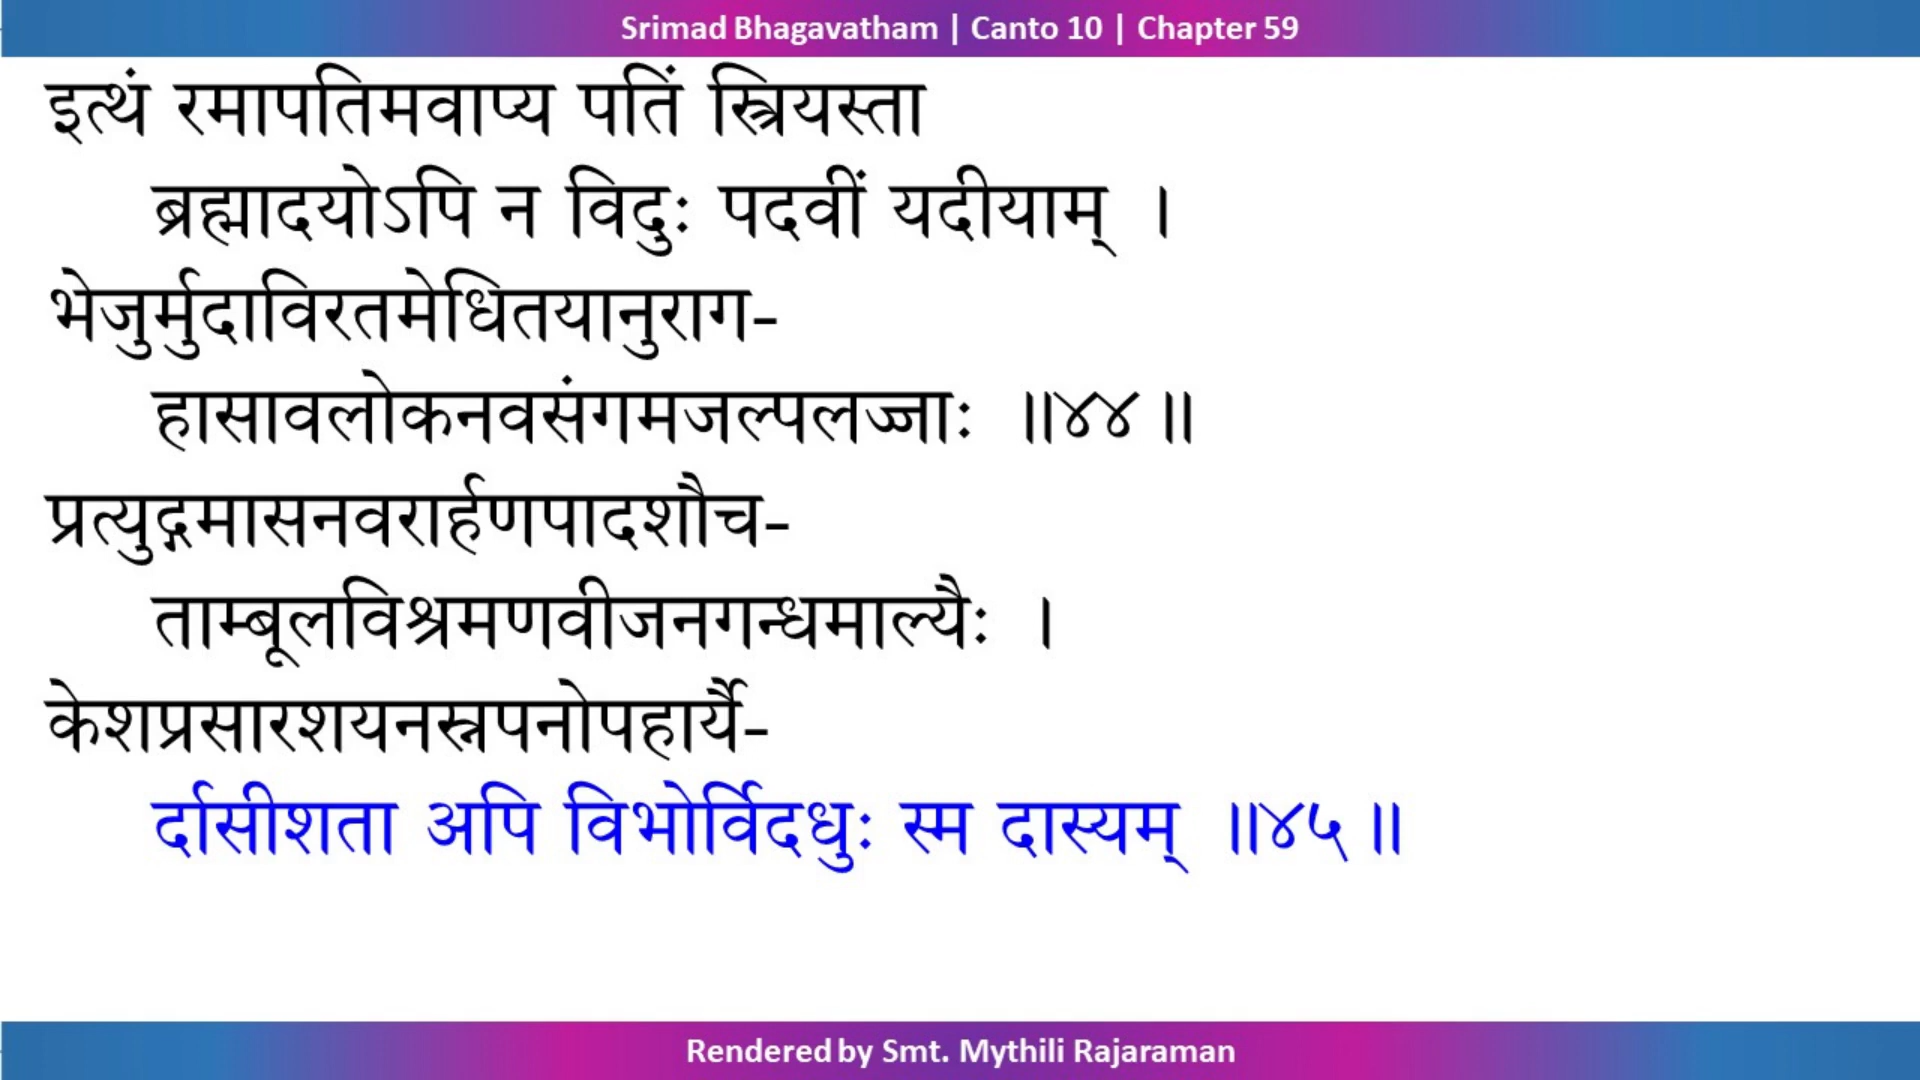 Srimad Bhagavatham | Canto 10 | Chapter 59
इत्थं रमापतिमवाप्य पतिं स्त्रियस्ता
ब्रह्मादयोऽपि न विदुः पदवीं यदीयाम् ।
भेजुर्मुदाविरतमेधितयानुराग-
हासावलोकनवसंगमजल्पलज्जाः ॥४४॥
प्रत्युद्गमासनवरार्हणपादशौच-
ताम्बूलविश्रमणवीजनगन्धमाल्यैः ।
केशप्रसारशयनस्नपनोपहार्यै-
र्दासीशता अपि विभोर्विदधुः स्म दास्यम् ॥४५॥
Rendered by Smt. Mythili Rajaraman